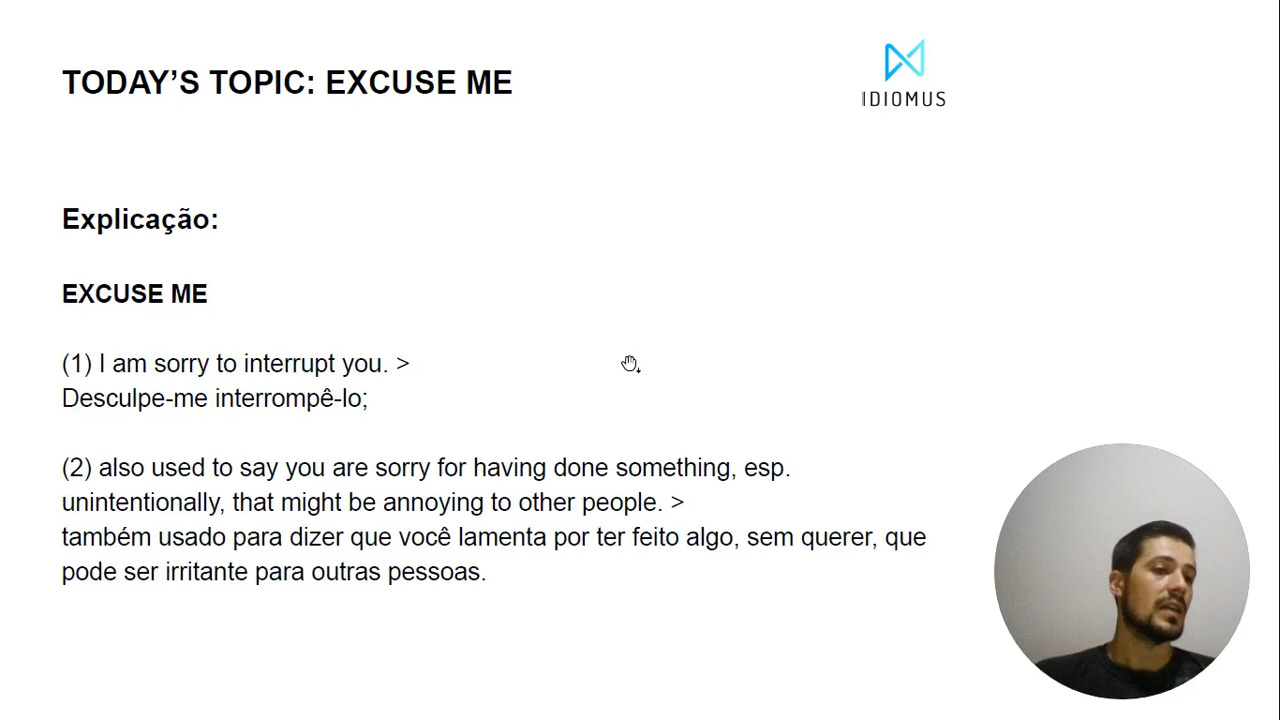 TODAY’S TOPIC: EXCUSE ME
IDIOMUS
Explicação:
EXCUSE ME
(1) I am sorry to interrupt you. >
Desculpe-me interrompê-lo;
(2) also used to say you are sorry for having done something, esp.
unintentionally, that might be annoying to other people. >
também usado para dizer que você lamenta por ter feito algo, sem querer, que
pode ser irritante para outras pessoas.